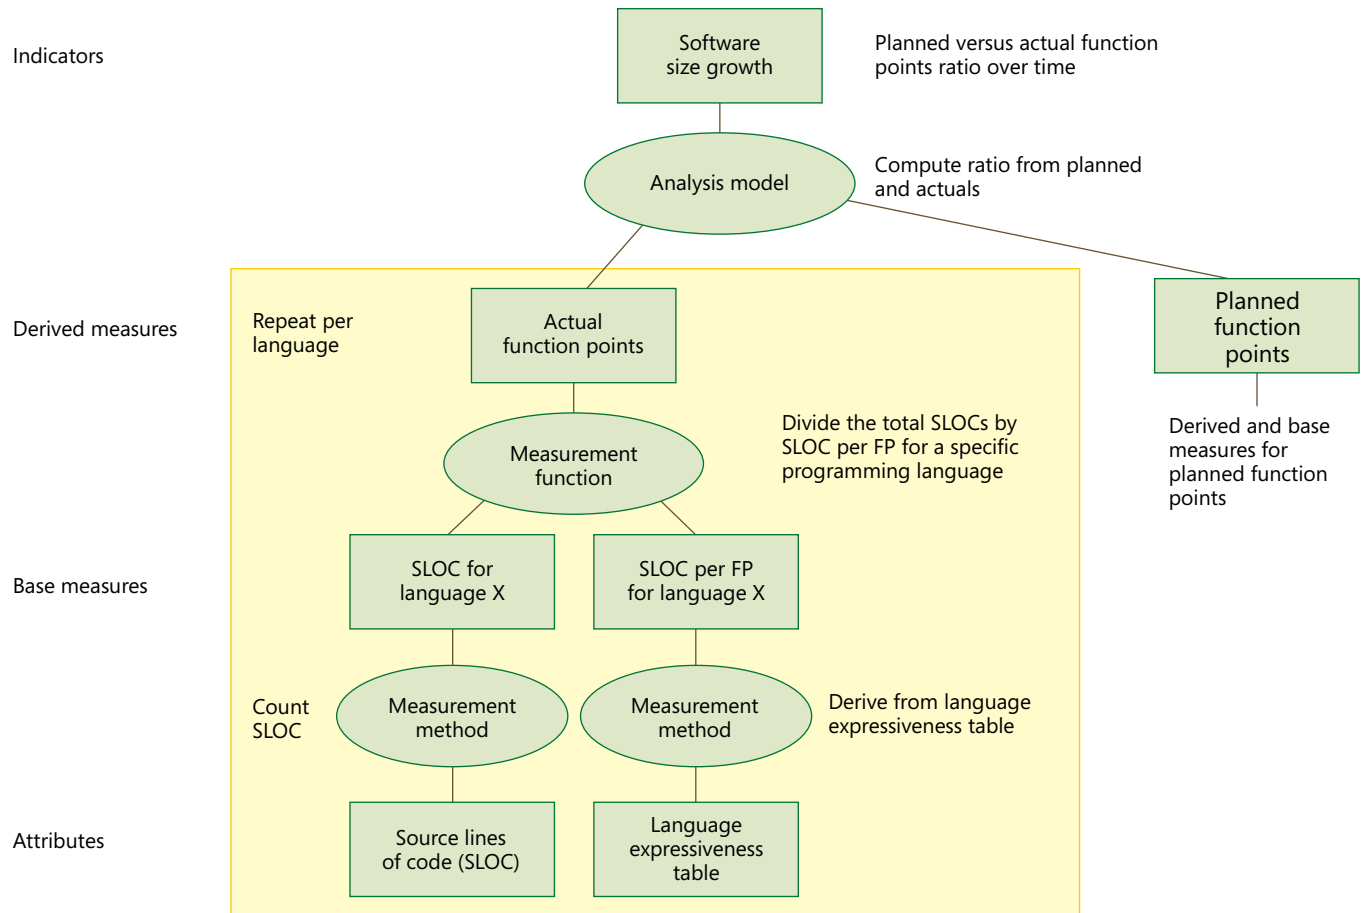 Indicators
Software
size growth
Planned versus actual function
points ratio over time
Analysis model
Compute ratio from planned
and actuals
Derived measures
Repeat per
language
Actual
function points
Planned
function
points
Measurement
function
Divide the total SLOCs by
SLOC per FP for a specific
programming language
Derived and base
measures for
planned function
points
Base measures
SLOC for
language X
SLOC per FP
for language X
Count
SLOC
Measurement
method
Measurement
method
Derive from language
expressiveness table
Attributes
Source lines
of code (SLOC)
Language
expressiveness
table